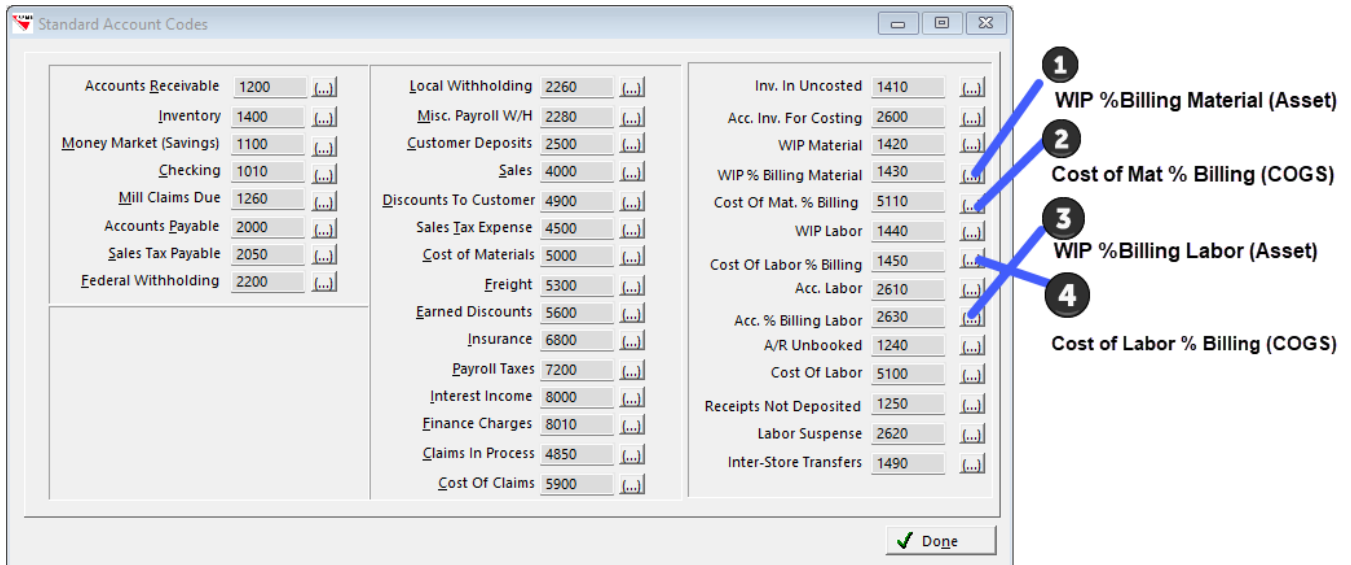 Standard Account Codes
Accounts Receivable 1200 (...)
Inventory 1400 (...)
Money Market (Savings) 1100 (...)
Checking 1010 (...)
Mill Claims Due 1260 (...)
Accounts Payable 2000 (...)
Sales Tax Payable 2050 (...)
Federal Withholding 2200 (...)
Local Withholding 2260 (...)
Misc. Payroll W/H 2280 (...)
Customer Deposits 2500 (...)
Sales 4000 (...)
Discounts To Customer 4900 (...)
Sales Tax Expense 4500 (...)
Cost of Materials 5000 (...)
Freight 5300 (...)
Earned Discounts 5600 (...)
Insurance 6800 (...)
Payroll Taxes 7200 (...)
Interest Income 8000 (...)
Finance Charges 8010 (...)
Claims In Process 4850 (...)
Cost Of Claims 5900 (...)
Inv. In Uncosted 1410 (...)
Acc. Inv. For Costing 2600 (...)
WIP Material 1420 (...)
WIP % Billing Material 1430 (...)
Cost Of Mat. % Billing 5110 (...)
WIP Labor 1440 (...)
Cost Of Labor % Billing 1450 (...)
Acc. Labor 2610 (...)
Acc. % Billing Labor 2630 (...)
A/R Unbooked 1240 (...)
Cost Of Labor 5100 (...)
Receipts Not Deposited 1250 (...)
Labor Suspense 2620 (...)
Inter-Store Transfers 1490 (...)
Done
1
WIP %Billing Material (Asset)
2
Cost of Mat % Billing (COGS)
3
WIP %Billing Labor (Asset)
4
Cost of Labor % Billing (COGS)